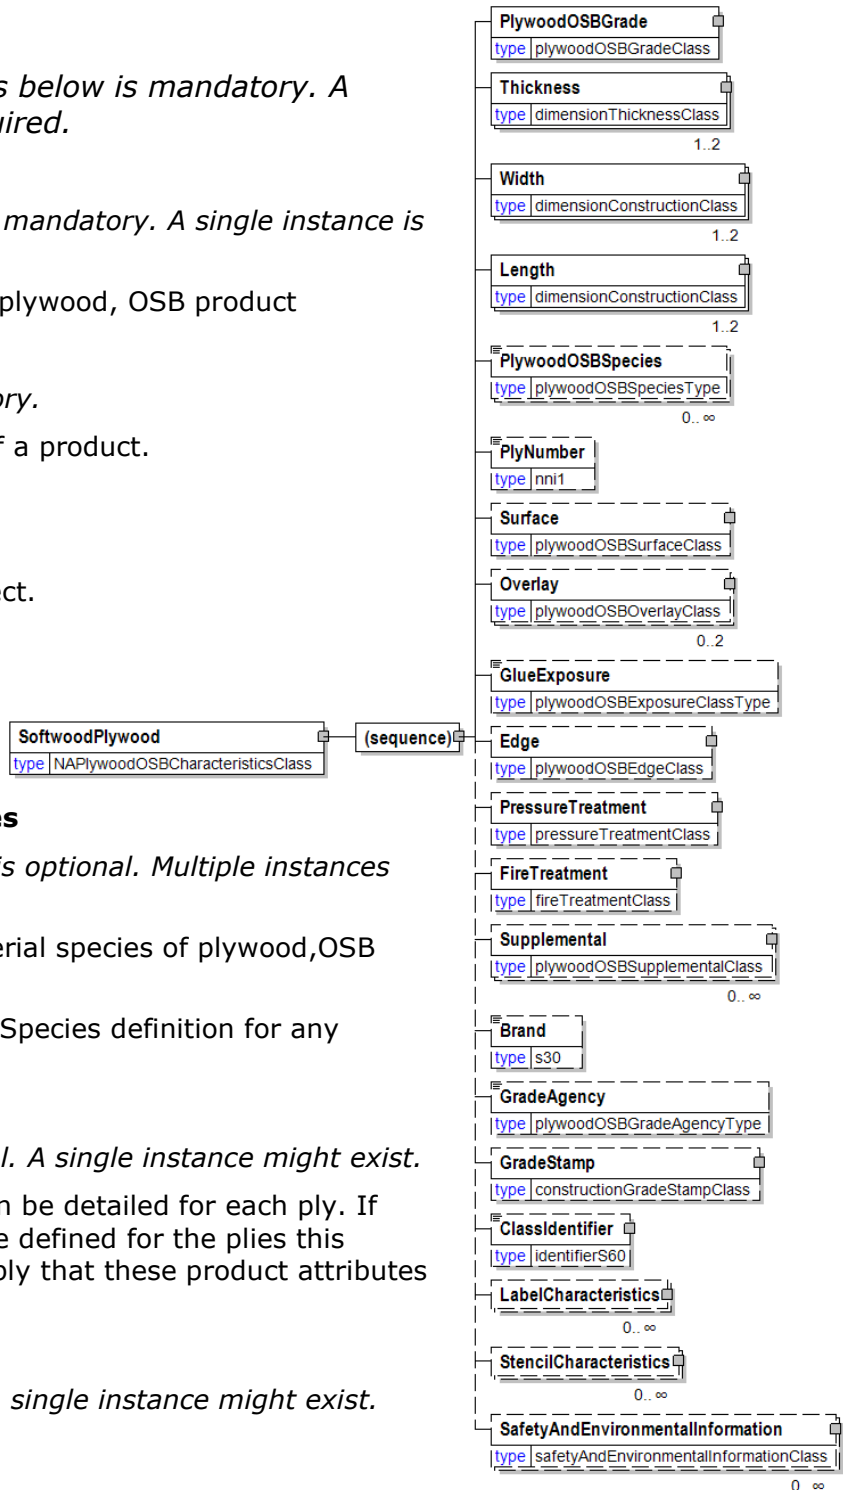 s below is mandatory. A
uired.
mandatory. A single instance is
plywood, OSB product
ory.
f a product.
ect.
es
is optional. Multiple instances
erial species of plywood,OSB
Species definition for any
l. A single instance might exist.
n be detailed for each ply. If
e defined for the plies this
ply that these product attributes
single instance might exist.
SoftwoodPlywood
type NAPlywoodOSBCharacteristicsClass
(sequence)
PlywoodOSBGrade
type plywoodOSBGradeClass
Thickness
type dimensionThicknessClass
1..2
Width
type dimensionConstructionClass
1..2
Length
type dimensionConstructionClass
1..2
PlywoodOSBSpecies
type plywoodOSBSpeciesType
0..∞
PlyNumber
type nni1
Surface
type plywoodOSBSurfaceClass
Overlay
type plywoodOSBOverlayClass
0..2
GlueExposure
type plywoodOSBExposureClassType
Edge
type plywoodOSBEdgeClass
PressureTreatment
type pressureTreatmentClass
FireTreatment
type fireTreatmentClass
Supplemental
type plywoodOSBSupplementalClass
0..∞
Brand
type s30
GradeAgency
type plywoodOSBGradeAgencyType
GradeStamp
type constructionGradeStampClass
ClassIdentifier
type identifierS60
LabelCharacteristics
0..∞
StencilCharacteristics
0..∞
SafetyAndEnvironmentalInformation
type safetyAndEnvironmentalInformationClass
0..∞